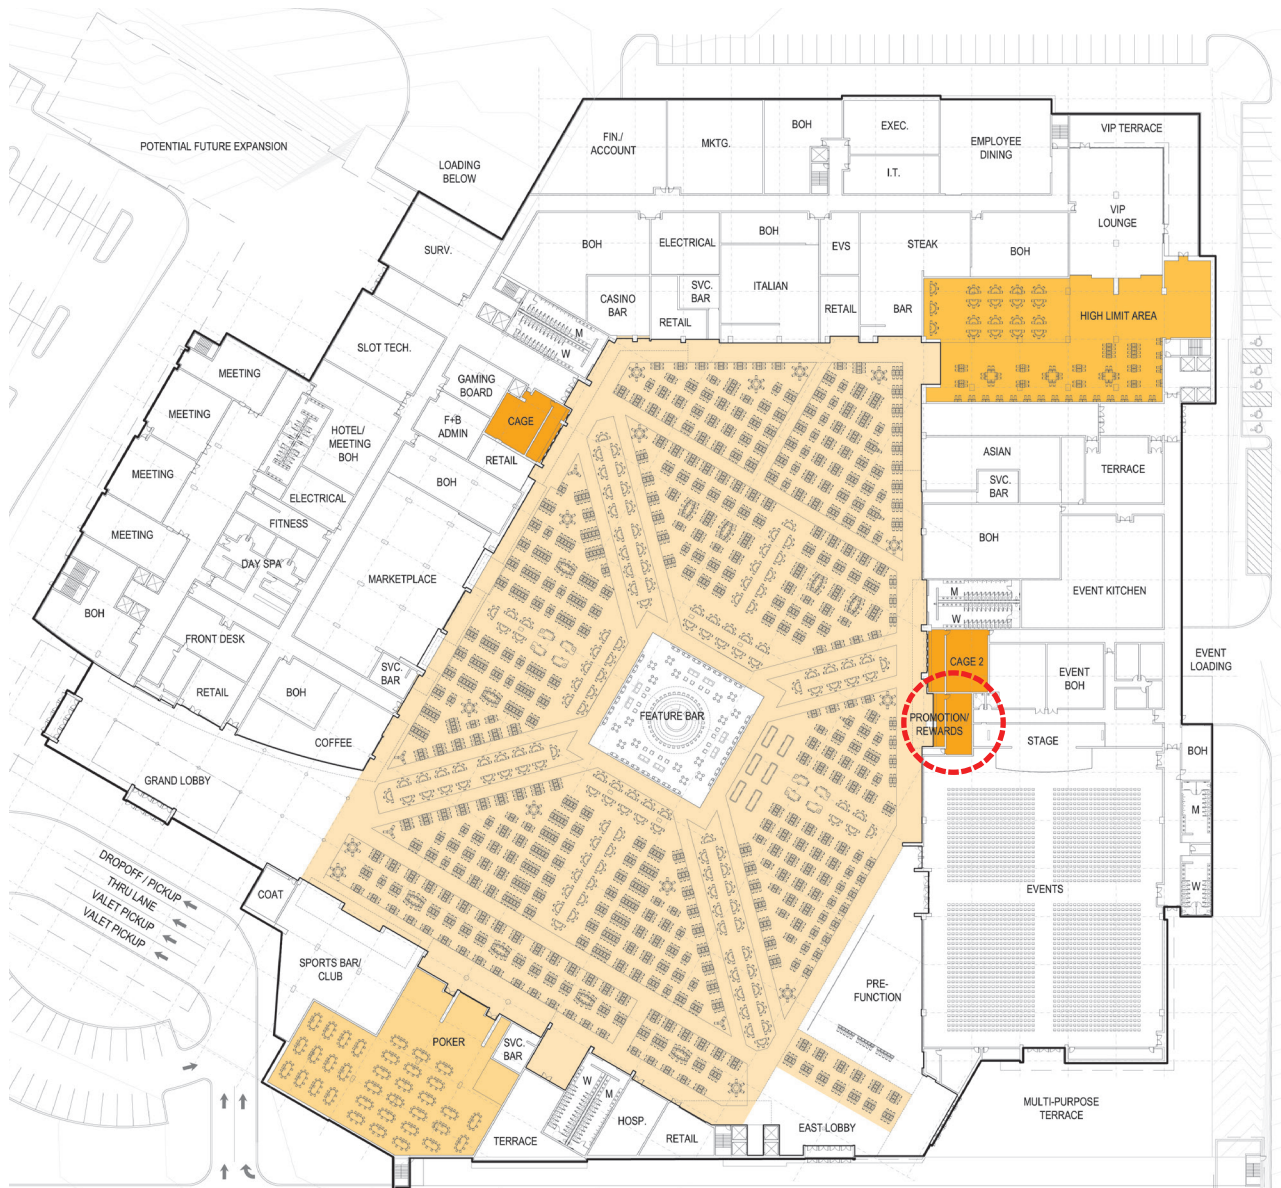 POTENTIAL FUTURE EXPANSION
LOADING
BELOW
FIN./
ACCOUNT
MKTG.
BOH
EXEC.
I.T.
EMPLOYEE
DINING
VIP TERRACE
VIP
LOUNGE
SURV.
BOH
ELECTRICAL
BOH
EVS
STEAK
BOH
SVC.
BAR
ITALIAN
CASINO
BAR
RETAIL
RETAIL
BAR
HIGH LIMIT AREA
M
W
SLOT TECH.
MEETING
GAMING
BOARD
CAGE
F+B
ADMIN
RETAIL
MEETING
HOTEL/
MEETING
BOH
MEETING
BOH
ELECTRICAL
FITNESS
MEETING
DAY SPA
MARKETPLACE
BOH
FRONT DESK
RETAIL
BOH
SVC.
BAR
COFFEE
GRAND LOBBY
ASIAN
SVC.
BAR
TERRACE
BOH
M
W
EVENT KITCHEN
CAGE 2
EVENT
BOH
EVENT
LOADING
FEATURE BAR
PROMOTION/
REWARDS
STAGE
BOH
M
W
EVENTS
DROPOFF / PICKUP
THRU LANE
VALET PICKUP
VALET PICKUP
COAT
SPORTS BAR/
CLUB
PRE-
FUNCTION
POKER
SVC.
BAR
W
M
HOSP.
TERRACE
RETAIL
EAST LOBBY
MULTI-PURPOSE
TERRACE